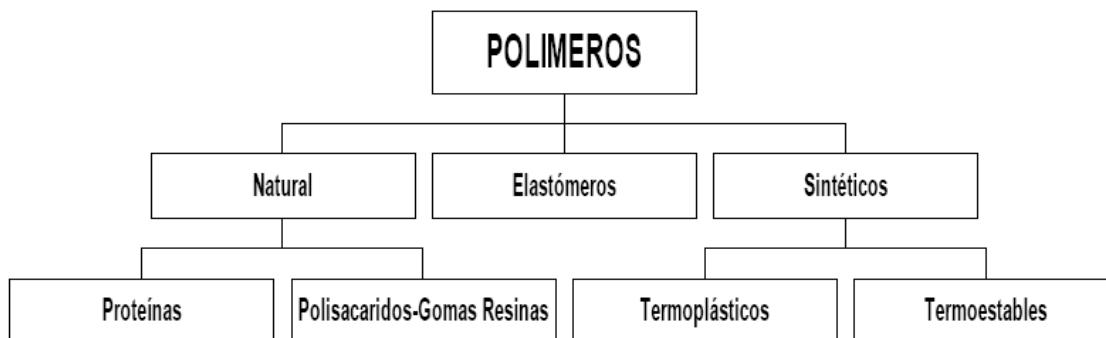 POLIMEROS
Natural
Elastómeros
Sintéticos
Proteínas
Polisacaridos-Gomas Resinas
Termoplásticos
Termoestables